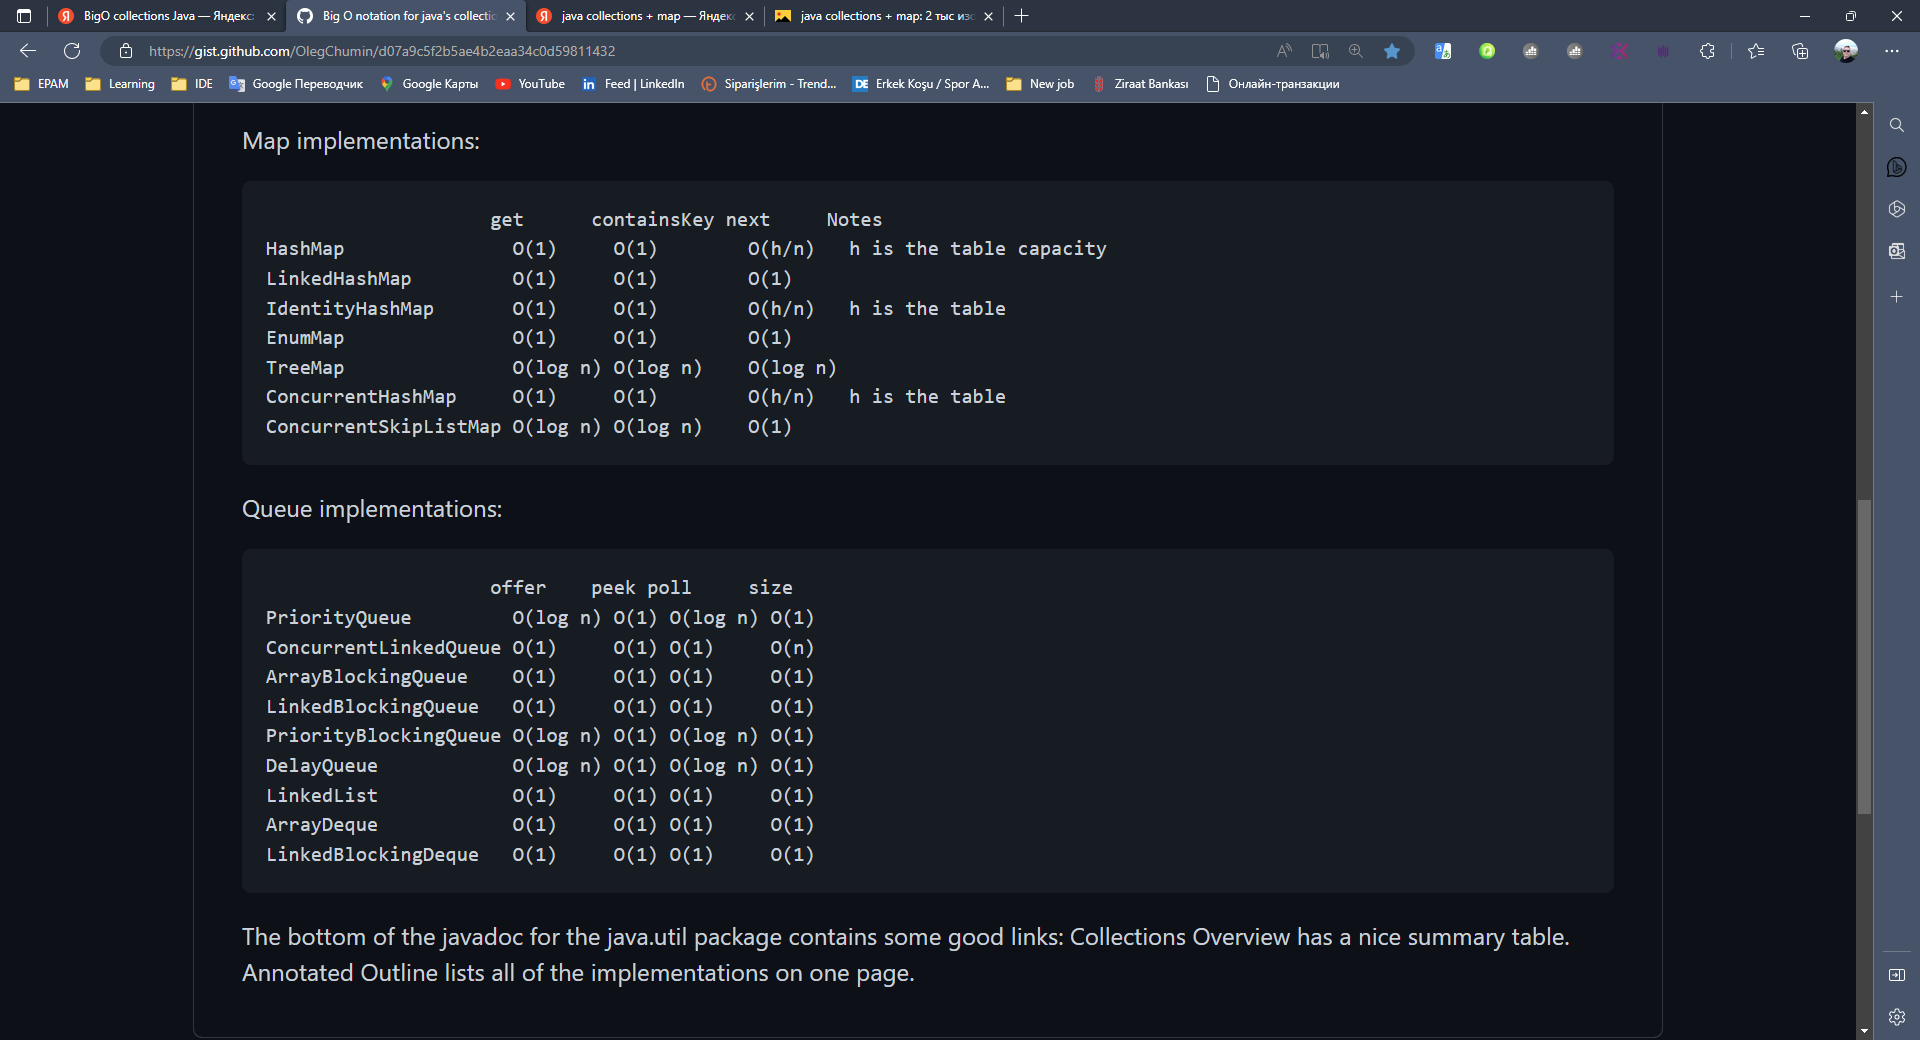 BigO collections Java — Яндекс:
Big O notation for java's collectio
java collections + map — Яндек
java collections + map: 2 тыс изо
https://gist.github.com/OlegChumin/d07a9c5f2b5ae4b2eaa34c0d59811432
EPAM Learning IDE Google Переводчик Google Карты YouTube Feed | LinkedIn Siparişlerim - Trend... Erkek Koşu / Spor A... New job Ziraat Bankası Онлайн-транзакции
Map implementations:
get containsKey next Notes
HashMap O(1) O(1) O(h/n) h is the table capacity
LinkedHashMap O(1) O(1) O(1)
IdentityHashMap O(1) O(1) O(h/n) h is the table
EnumMap O(1) O(1) O(1)
TreeMap O(log n) O(log n) O(log n)
ConcurrentHashMap O(1) O(1) O(h/n) h is the table
ConcurrentSkipListMap O(log n) O(log n) O(1)
Queue implementations:
offer peek poll size
PriorityQueue O(log n) O(1) O(log n) O(1)
ConcurrentLinkedQueue O(1) O(1) O(1) O(n)
ArrayBlockingQueue O(1) O(1) O(1) O(1)
LinkedBlockingQueue O(1) O(1) O(1) O(1)
PriorityBlockingQueue O(log n) O(1) O(log n) O(1)
DelayQueue O(log n) O(1) O(log n) O(1)
LinkedList O(1) O(1) O(1) O(1)
ArrayDeque O(1) O(1) O(1) O(1)
LinkedBlockingDeque O(1) O(1) O(1) O(1)
The bottom of the javadoc for the java.util package contains some good links: Collections Overview has a nice summary table.
Annotated Outline lists all of the implementations on one page.